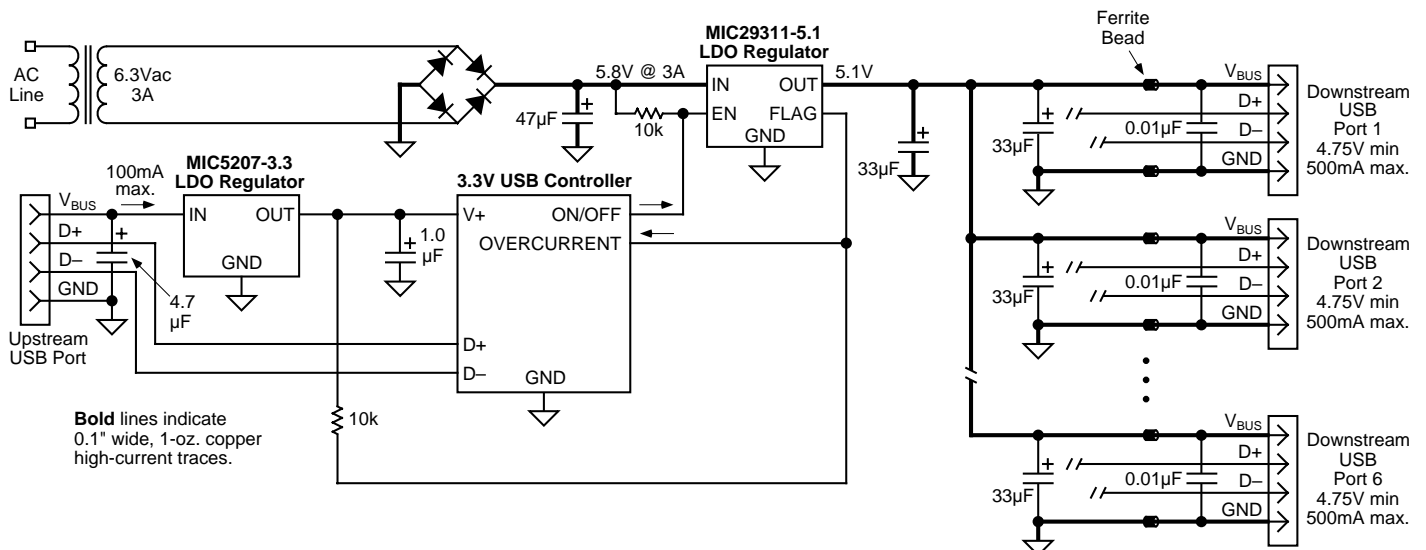 AC
Line
6.3Vac
3A
47µF
5.8V @ 3A
10k
MIC29311-5.1
LDO Regulator
IN
OUT
EN
FLAG
GND
5.1V
33µF
Ferrite
Bead
33µF
0.01µF
VBUS
D+
D–
GND
Downstream
USB
Port 1
4.75V min
500mA max.
100mA
max.
MIC5207-3.3
LDO Regulator
IN
OUT
GND
VBUS
D+
D–
GND
4.7
µF
Upstream
USB Port
1.0
µF
3.3V USB Controller
V+
ON/OFF
OVERCURRENT
D+
D–
GND
10k
33µF
0.01µF
VBUS
D+
D–
GND
Downstream
USB
Port 2
4.75V min
500mA max.
Bold lines indicate
0.1" wide, 1-oz. copper
high-current traces.
33µF
0.01µF
VBUS
D+
D–
GND
Downstream
USB
Port 6
4.75V min
500mA max.